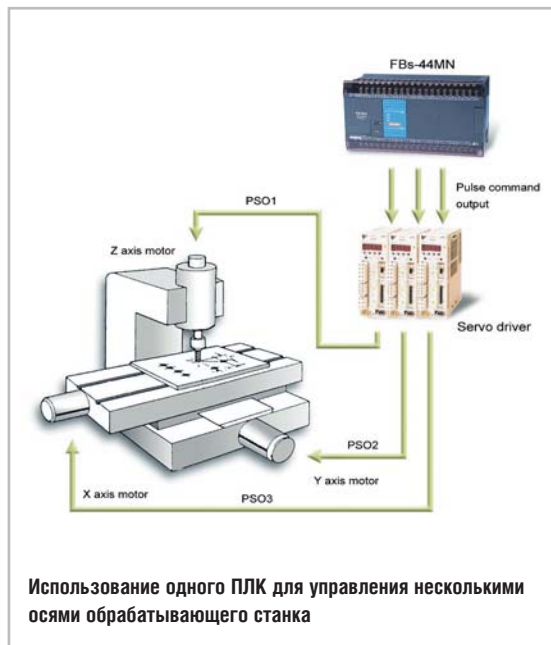 FBs-44MN
Pulse command
output
PSO1
Z axis motor
Servo driver
PSO2
Y axis motor
X axis motor
PSO3
Использование одного ПЛК для управления несколькими
осями обрабатывающего станка